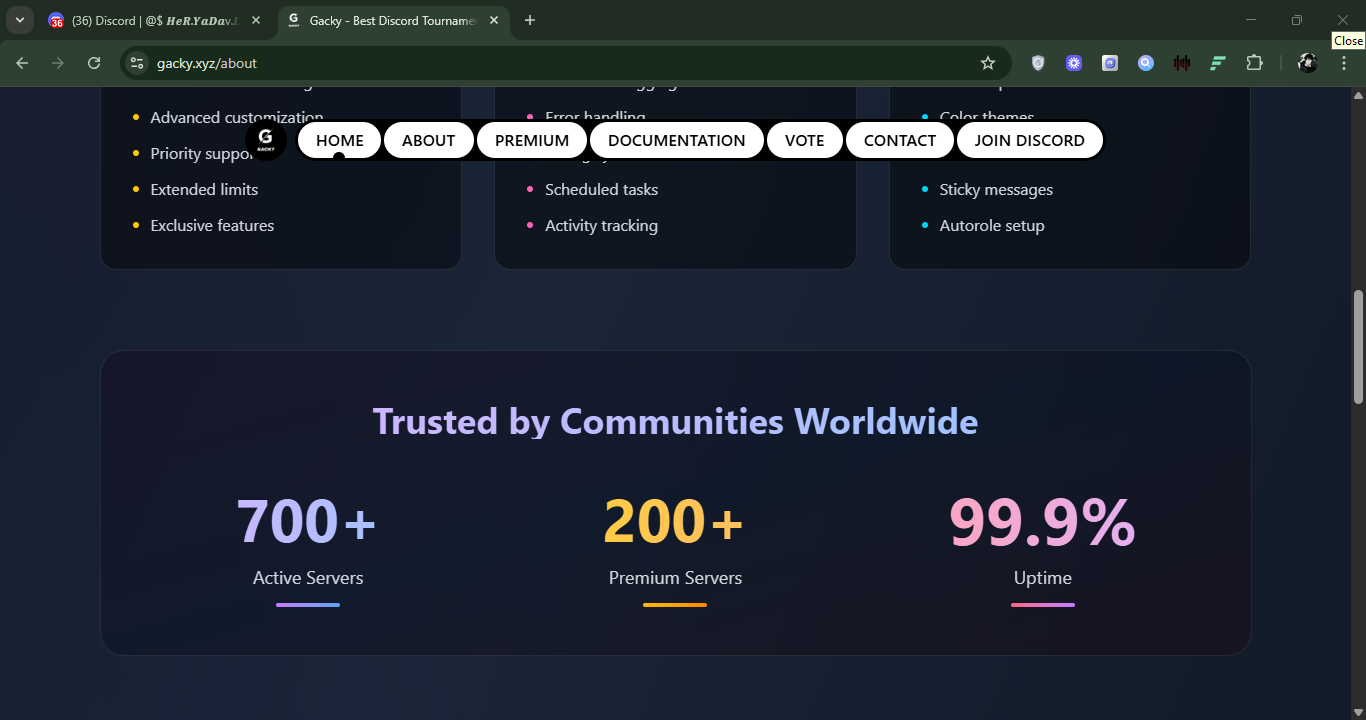 (36) Discord | @$ HeR.YaDav.
Gacky - Best Discord Tourname
Close
gacky.xyz/about
Advanced customization
Error handling
Color themes
GACKY
HOME
ABOUT
PREMIUM
DOCUMENTATION
VOTE
CONTACT
JOIN DISCORD
Priority suppo
Extended limits
Scheduled tasks
Sticky messages
Exclusive features
Activity tracking
Autorole setup
Trusted by Communities Worldwide
700+
200+
99.9%
Active Servers
Premium Servers
Uptime